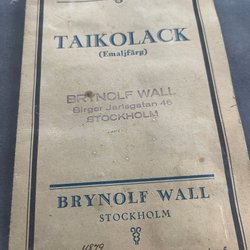 TAIKOLACK
(Emaljfärg)
BRYNOLF WALL
Birger Jarlsgatan 46
STOCKHOLM
BRYNOLF WALL
STOCKHOLM